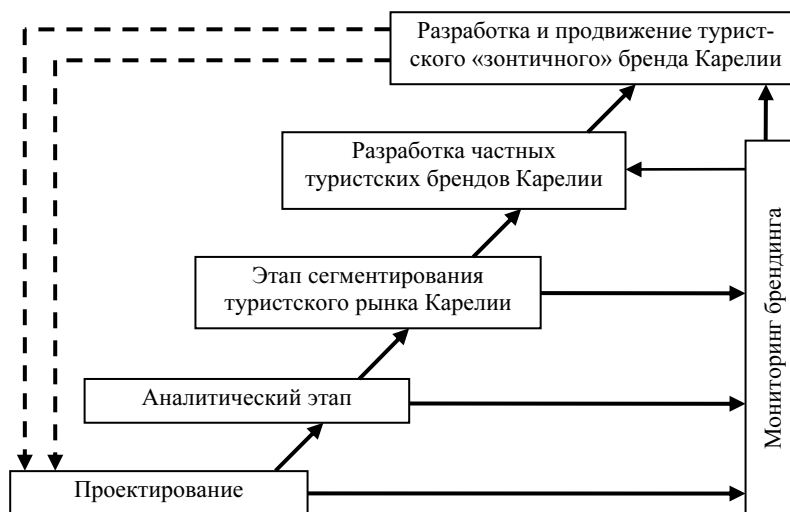 Разработка и продвижение турист-
ского «зонтичного» бренда Карелии
Разработка частных
туристских брендов Карелии
Этап сегментирования
туристского рынка Карелии
Аналитический этап
Проектирование
Мониторинг брендинга